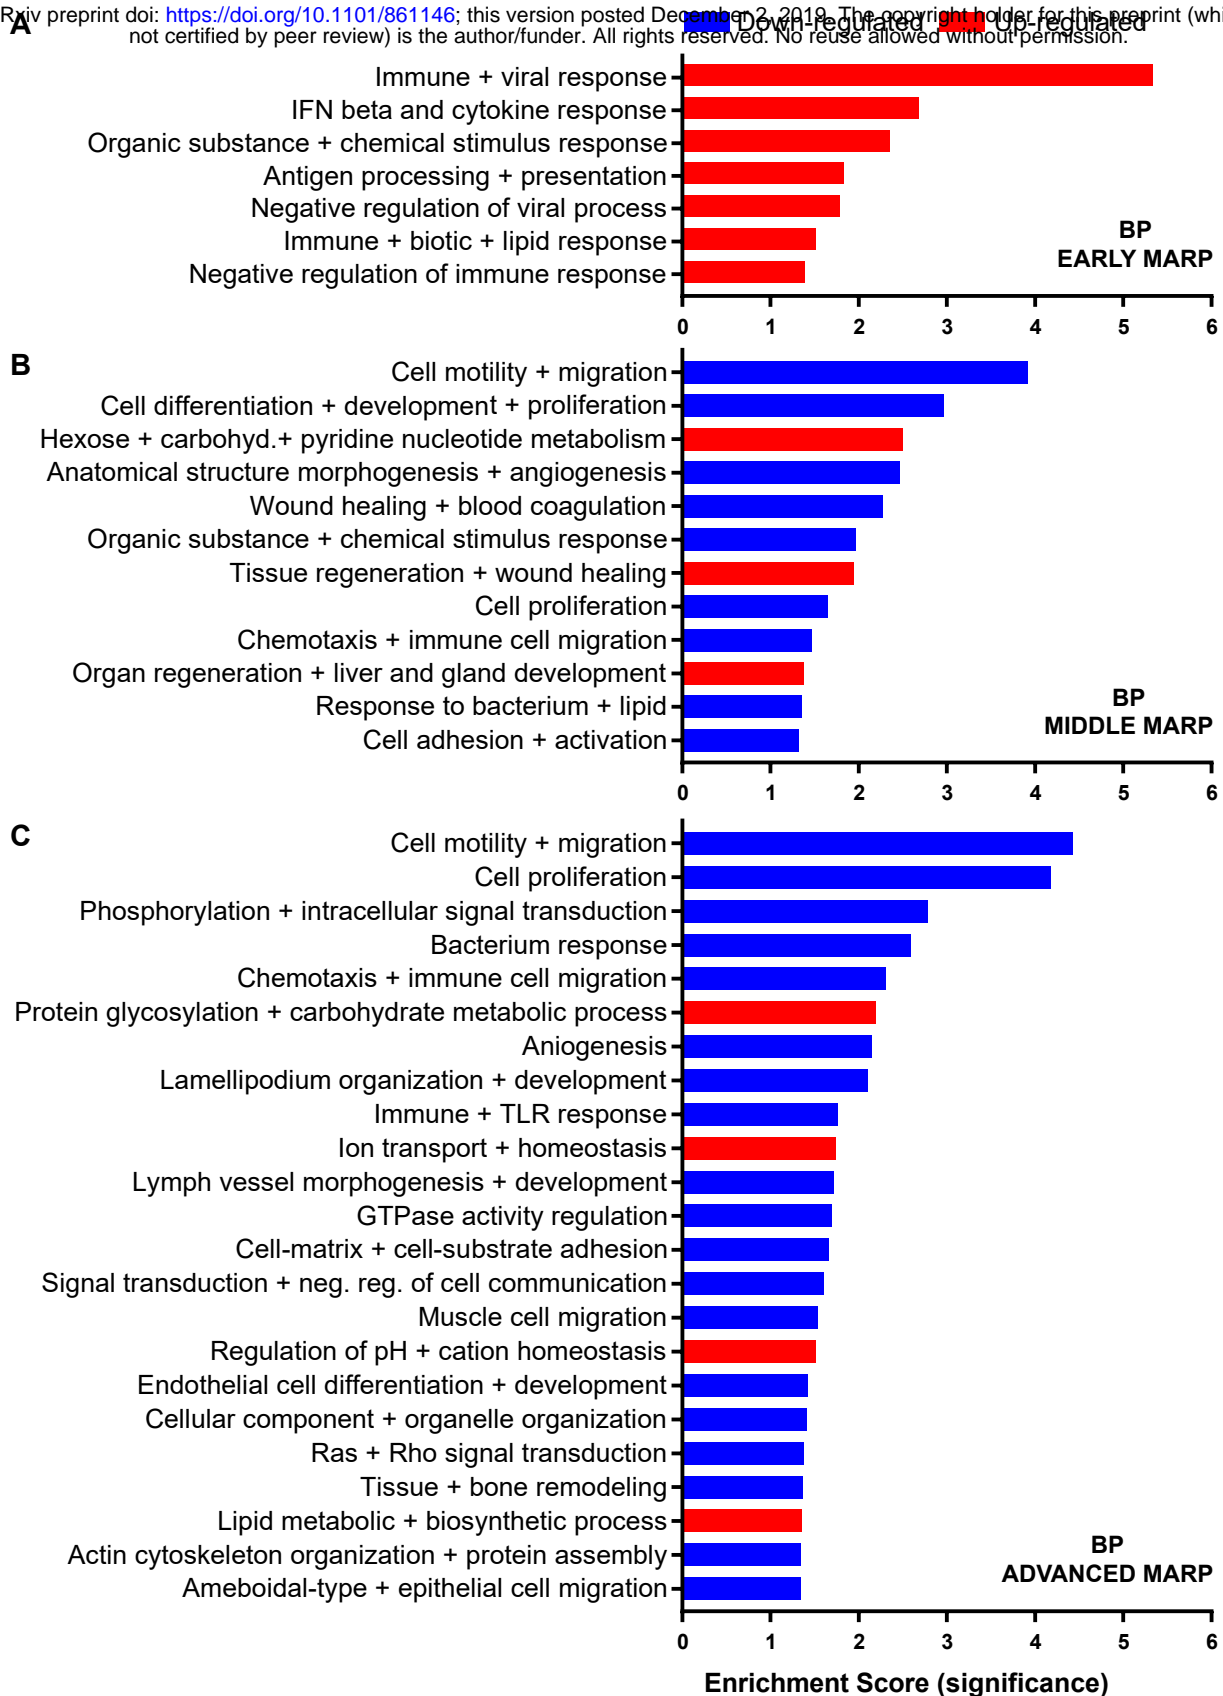 Rxiv preprint doi: https://doi.org/10.1101/861146; this version posted December 2, 2019. The copyright holder for this preprint (whi
not certified by peer review) is the author/funder. All rights reserved. No reuse allowed without permission.
A
Down-regulated Up-regulated
Immune + viral response
IFN beta and cytokine response
Organic substance + chemical stimulus response
Antigen processing + presentation
Negative regulation of viral process
Immune + biotic + lipid response
Negative regulation of immune response
BP
EARLY MARP
0 1 2 3 4 5 6
B
Cell motility + migration
Cell differentiation + development + proliferation
Hexose + carbohyd.+ pyridine nucleotide metabolism
Anatomical structure morphogenesis + angiogenesis
Wound healing + blood coagulation
Organic substance + chemical stimulus response
Tissue regeneration + wound healing
Cell proliferation
Chemotaxis + immune cell migration
Organ regeneration + liver and gland development
Response to bacterium + lipid
Cell adhesion + activation
BP
MIDDLE MARP
0 1 2 3 4 5 6
C
Cell motility + migration
Cell proliferation
Phosphorylation + intracellular signal transduction
Bacterium response
Chemotaxis + immune cell migration
Protein glycosylation + carbohydrate metabolic process
Aniogenesis
Lamellipodium organization + development
Immune + TLR response
Ion transport + homeostasis
Lymph vessel morphogenesis + development
GTPase activity regulation
Cell-matrix + cell-substrate adhesion
Signal transduction + neg. reg. of cell communication
Muscle cell migration
Regulation of pH + cation homeostasis
Endothelial cell differentiation + development
Cellular component + organelle organization
Ras + Rho signal transduction
Tissue + bone remodeling
Lipid metabolic + biosynthetic process
Actin cytoskeleton organization + protein assembly
Ameboidal-type + epithelial cell migration
BP
ADVANCED MARP
0 1 2 3 4 5 6
Enrichment Score (significance)